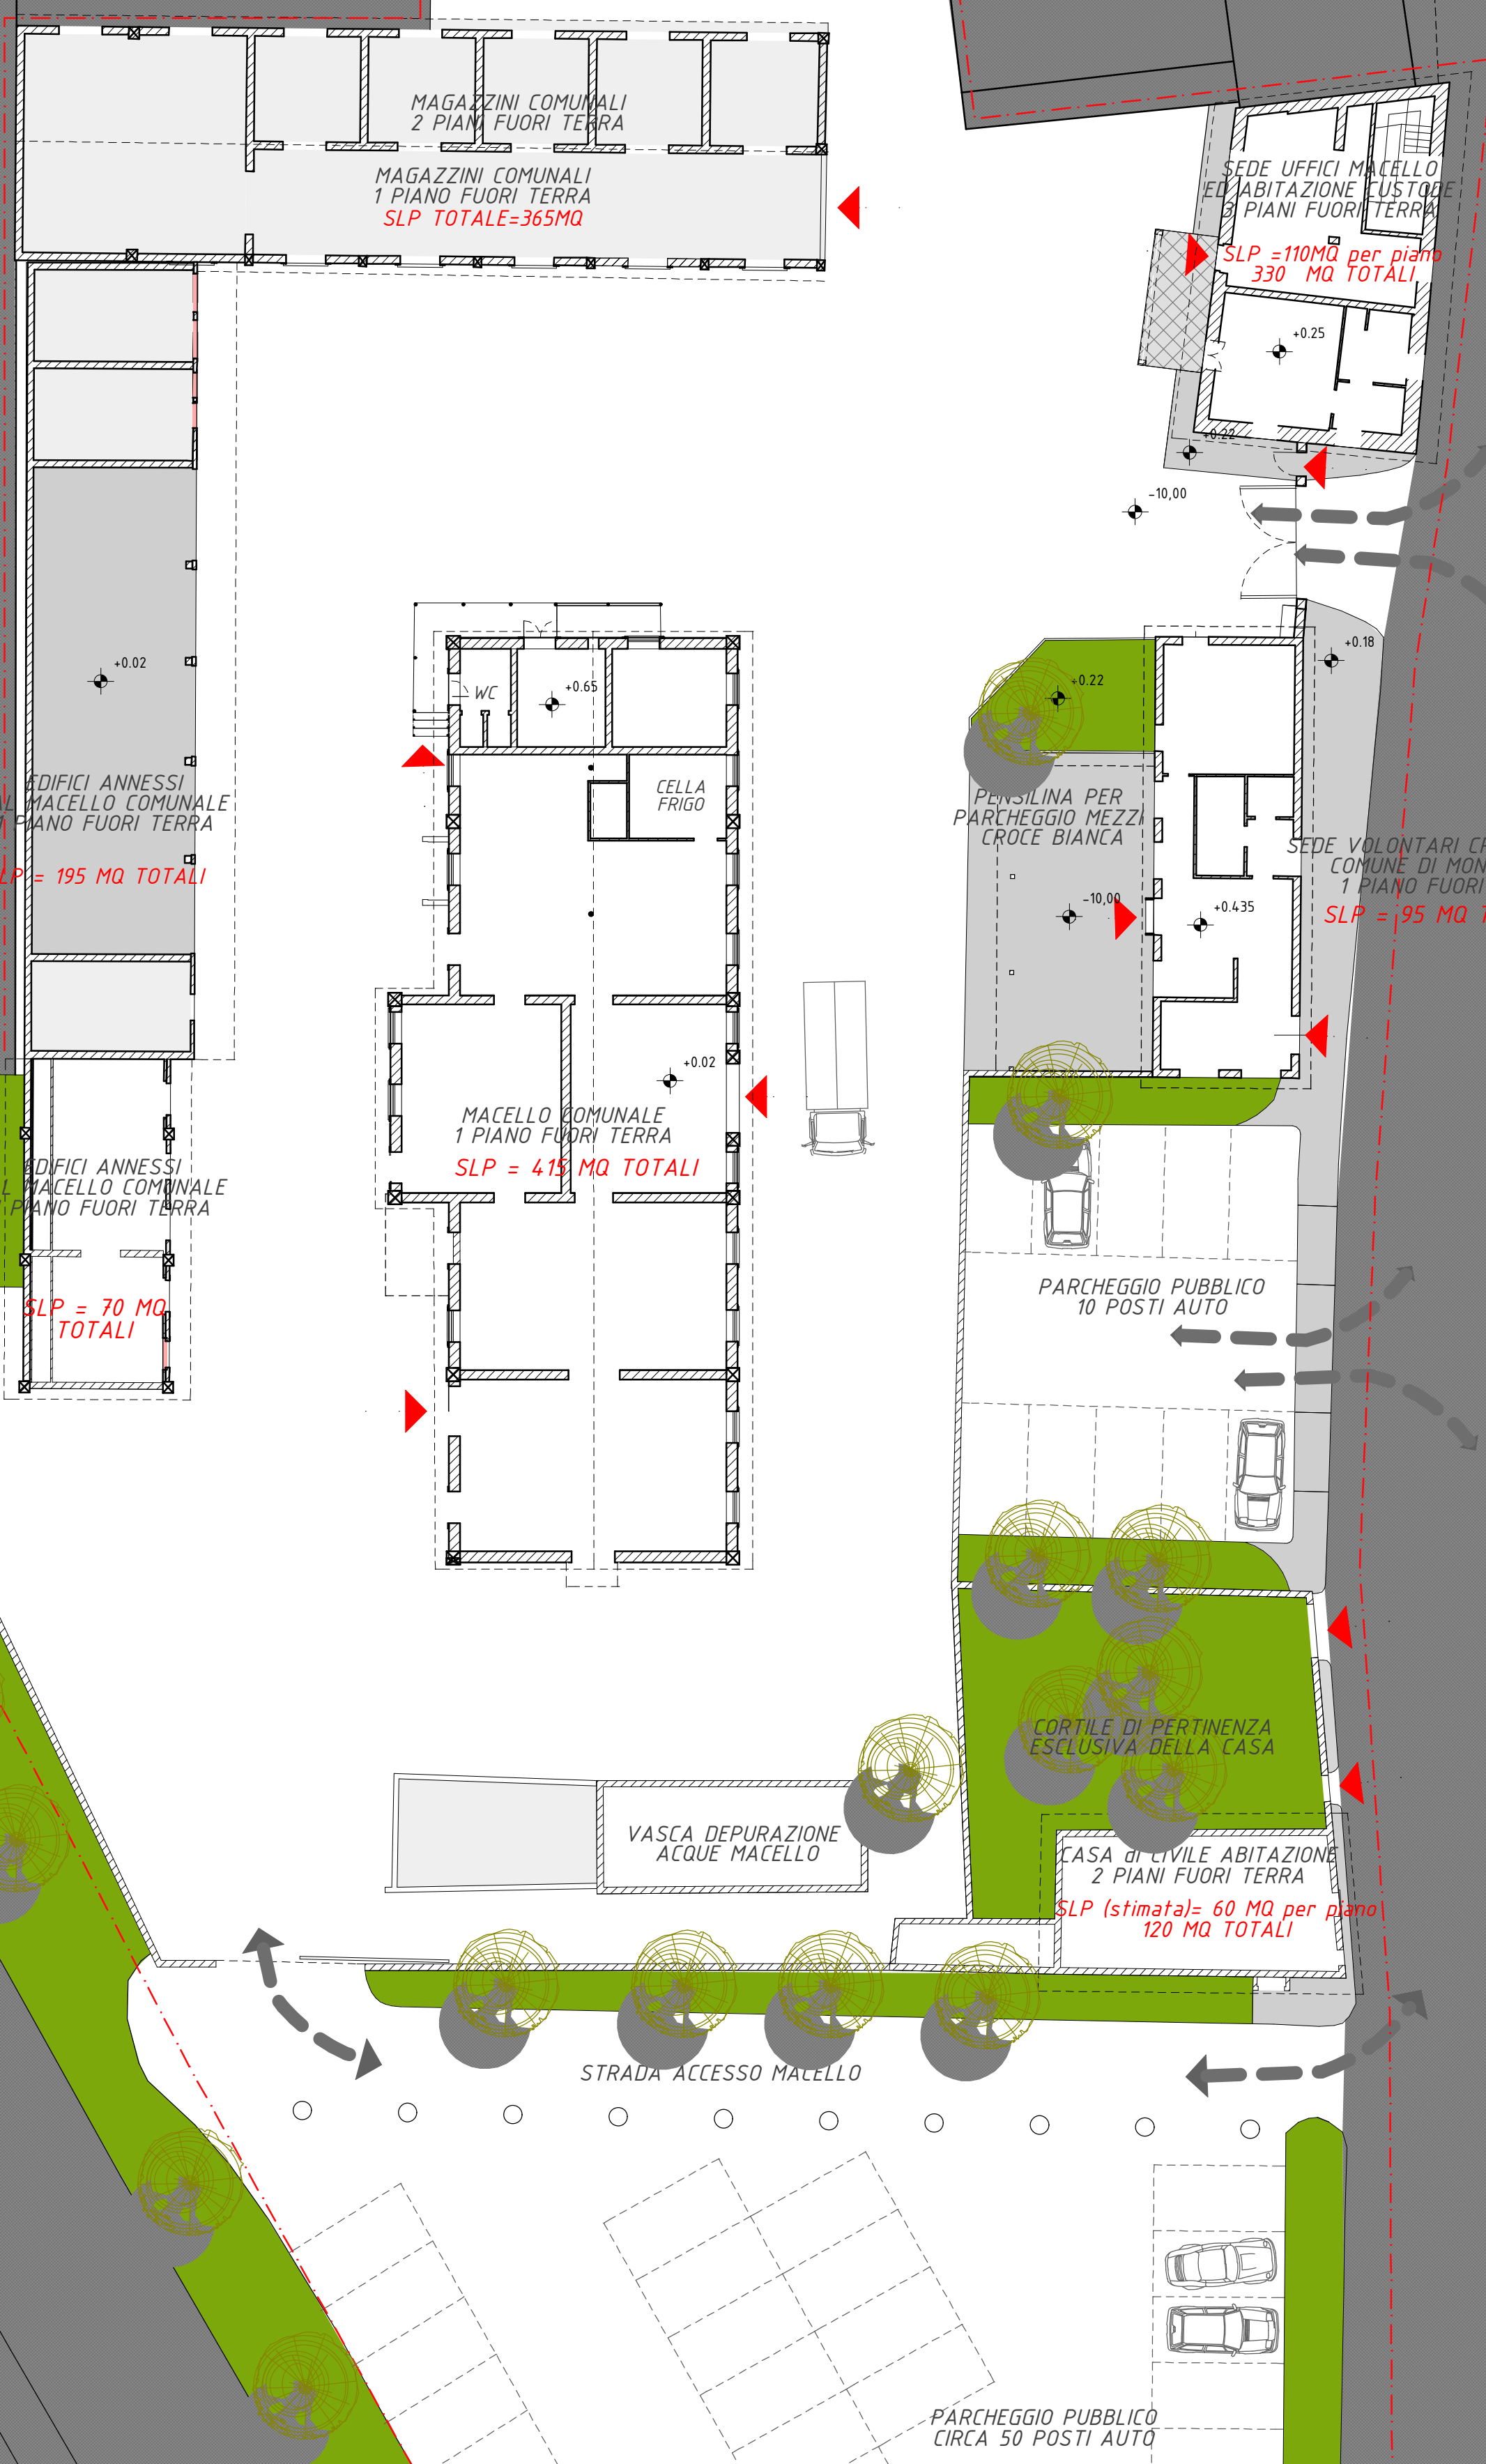 MAGAZZINI COMUNALI
2 PIANI FUORI TERRA
MAGAZZINI COMUNALI
1 PIANO FUORI TERRA
SLP TOTALE=365MQ
SEDE UFFICI MACELLO
ED ABITAZIONE CUSTODE
3 PIANI FUORI TERRA
SLP =110MQ per piano
330 MQ TOTALI
+0.25
+0.22
-10,00
+0.18
+0.02
WC
+0.65
+0.22
EDIFICI ANNESSI
AL MACELLO COMUNALE
1 PIANO FUORI TERRA
SLP = 195 MQ TOTALI
CELLA
FRIGO
PENSILINA PER
PARCHEGGIO MEZZI
CROCE BIANCA
-10,00
+0.435
SEDE VOLONTARI
COMUNE DI MON
1 PIANO FUORI
SLP = 95 MQ
+0.02
MACELLO COMUNALE
1 PIANO FUORI TERRA
SLP = 415 MQ TOTALI
EDIFICI ANNESSI
MACELLO COMUNALE
PIANO FUORI TERRA
SLP = 70 MQ
TOTALI
PARCHEGGIO PUBBLICO
10 POSTI AUTO
CORTILE DI PERTINENZA
ESCLUSIVA DELLA CASA
VASCA DEPURAZIONE
ACQUE MACELLO
CASA di CIVILE ABITAZIONE
2 PIANI FUORI TERRA
SLP (stimata)= 60 MQ per piano
120 MQ TOTALI
STRADA ACCESSO MACELLO
PARCHEGGIO PUBBLICO
CIRCA 50 POSTI AUTO